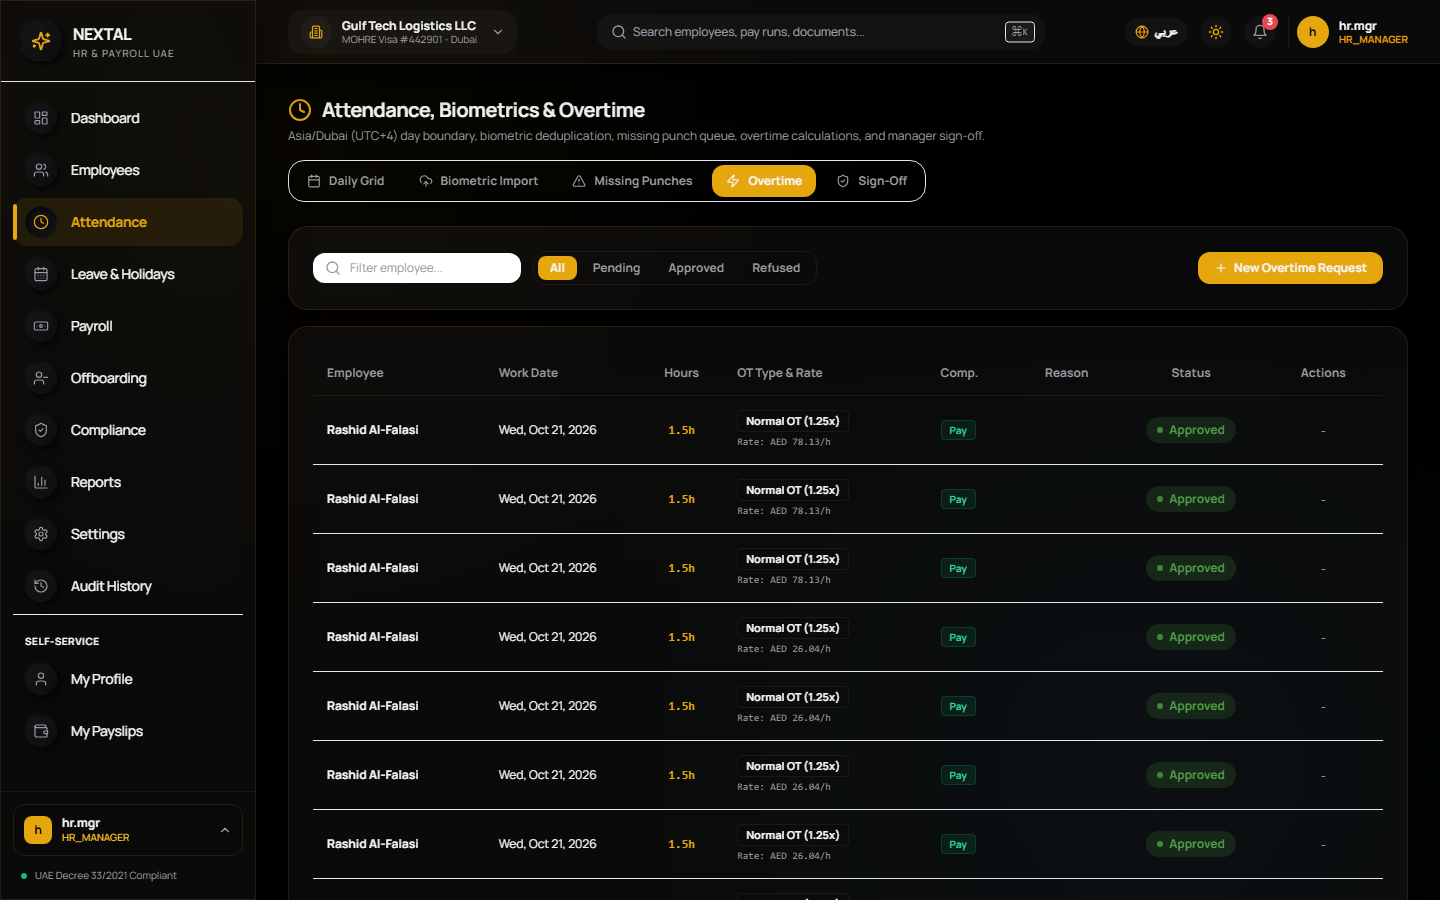 NEXTAL
HR & PAYROLL UAE
Dashboard
Employees
Attendance
Leave & Holidays
Payroll
Offboarding
Compliance
Reports
Settings
Audit History
SELF-SERVICE
My Profile
My Payslips
h
hr.mgr
HR_MANAGER
UAE Decree 33/2021 Compliant
Gulf Tech Logistics LLC
MOHRE Visa #442901 - Dubai
Search employees, pay runs, documents...
⌘K
عربي
3
h
hr.mgr
HR_MANAGER
Attendance, Biometrics & Overtime
Asia/Dubai (UTC+4) day boundary, biometric deduplication, missing punch queue, overtime calculations, and manager sign-off.
Daily Grid Biometric Import Missing Punches Overtime Sign-Off
Filter employee... All Pending Approved Refused + New Overtime Request
Employee Work Date Hours OT Type & Rate Comp. Reason Status Actions
Rashid Al-Falasi Wed, Oct 21, 2026 1.5h Normal OT (1.25x) Pay Approved -
Rate: AED 78.13/h
Rashid Al-Falasi Wed, Oct 21, 2026 1.5h Normal OT (1.25x) Pay Approved -
Rate: AED 78.13/h
Rashid Al-Falasi Wed, Oct 21, 2026 1.5h Normal OT (1.25x) Pay Approved -
Rate: AED 78.13/h
Rashid Al-Falasi Wed, Oct 21, 2026 1.5h Normal OT (1.25x) Pay Approved -
Rate: AED 26.04/h
Rashid Al-Falasi Wed, Oct 21, 2026 1.5h Normal OT (1.25x) Pay Approved -
Rate: AED 26.04/h
Rashid Al-Falasi Wed, Oct 21, 2026 1.5h Normal OT (1.25x) Pay Approved -
Rate: AED 26.04/h
Rashid Al-Falasi Wed, Oct 21, 2026 1.5h Normal OT (1.25x) Pay Approved -
Rate: AED 26.04/h